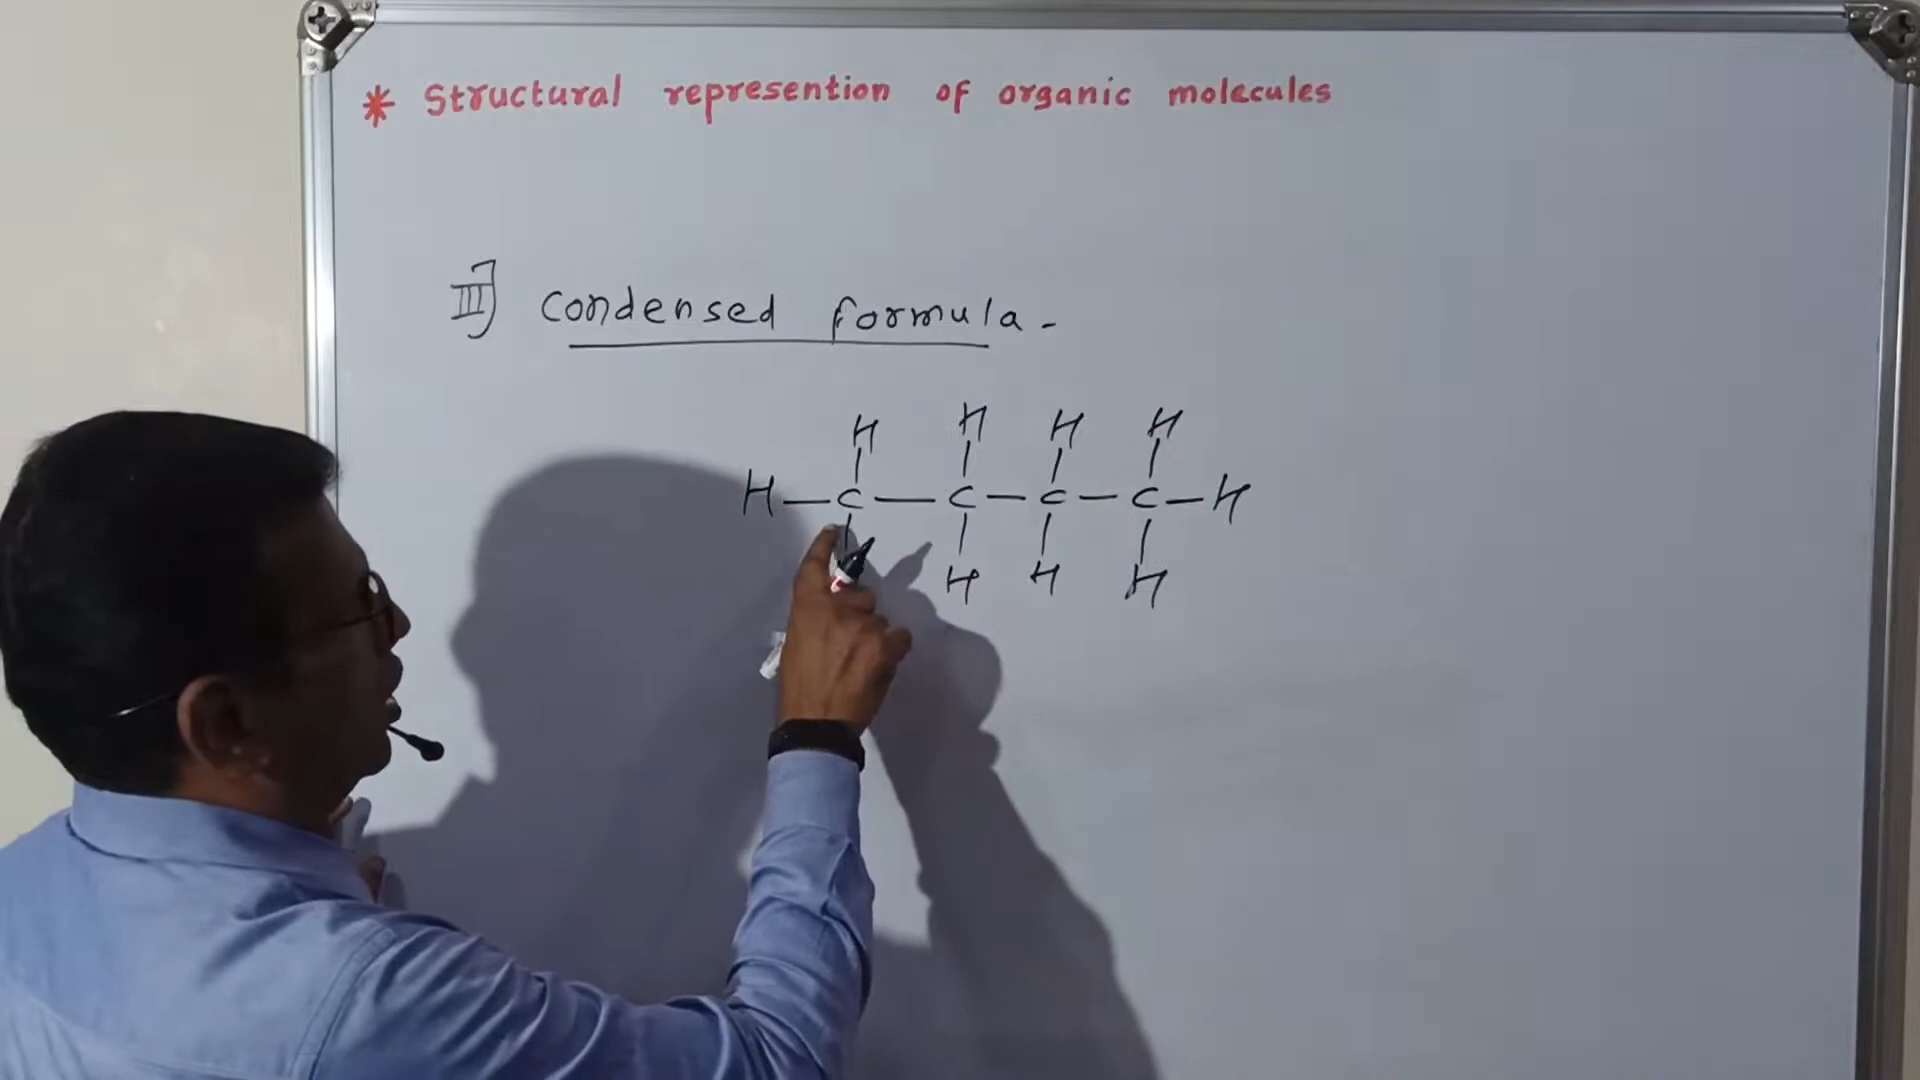 * Structural represention of organic molecules
III] Condensed formula -
H H H H
H—C—C—C—C—H
H H H